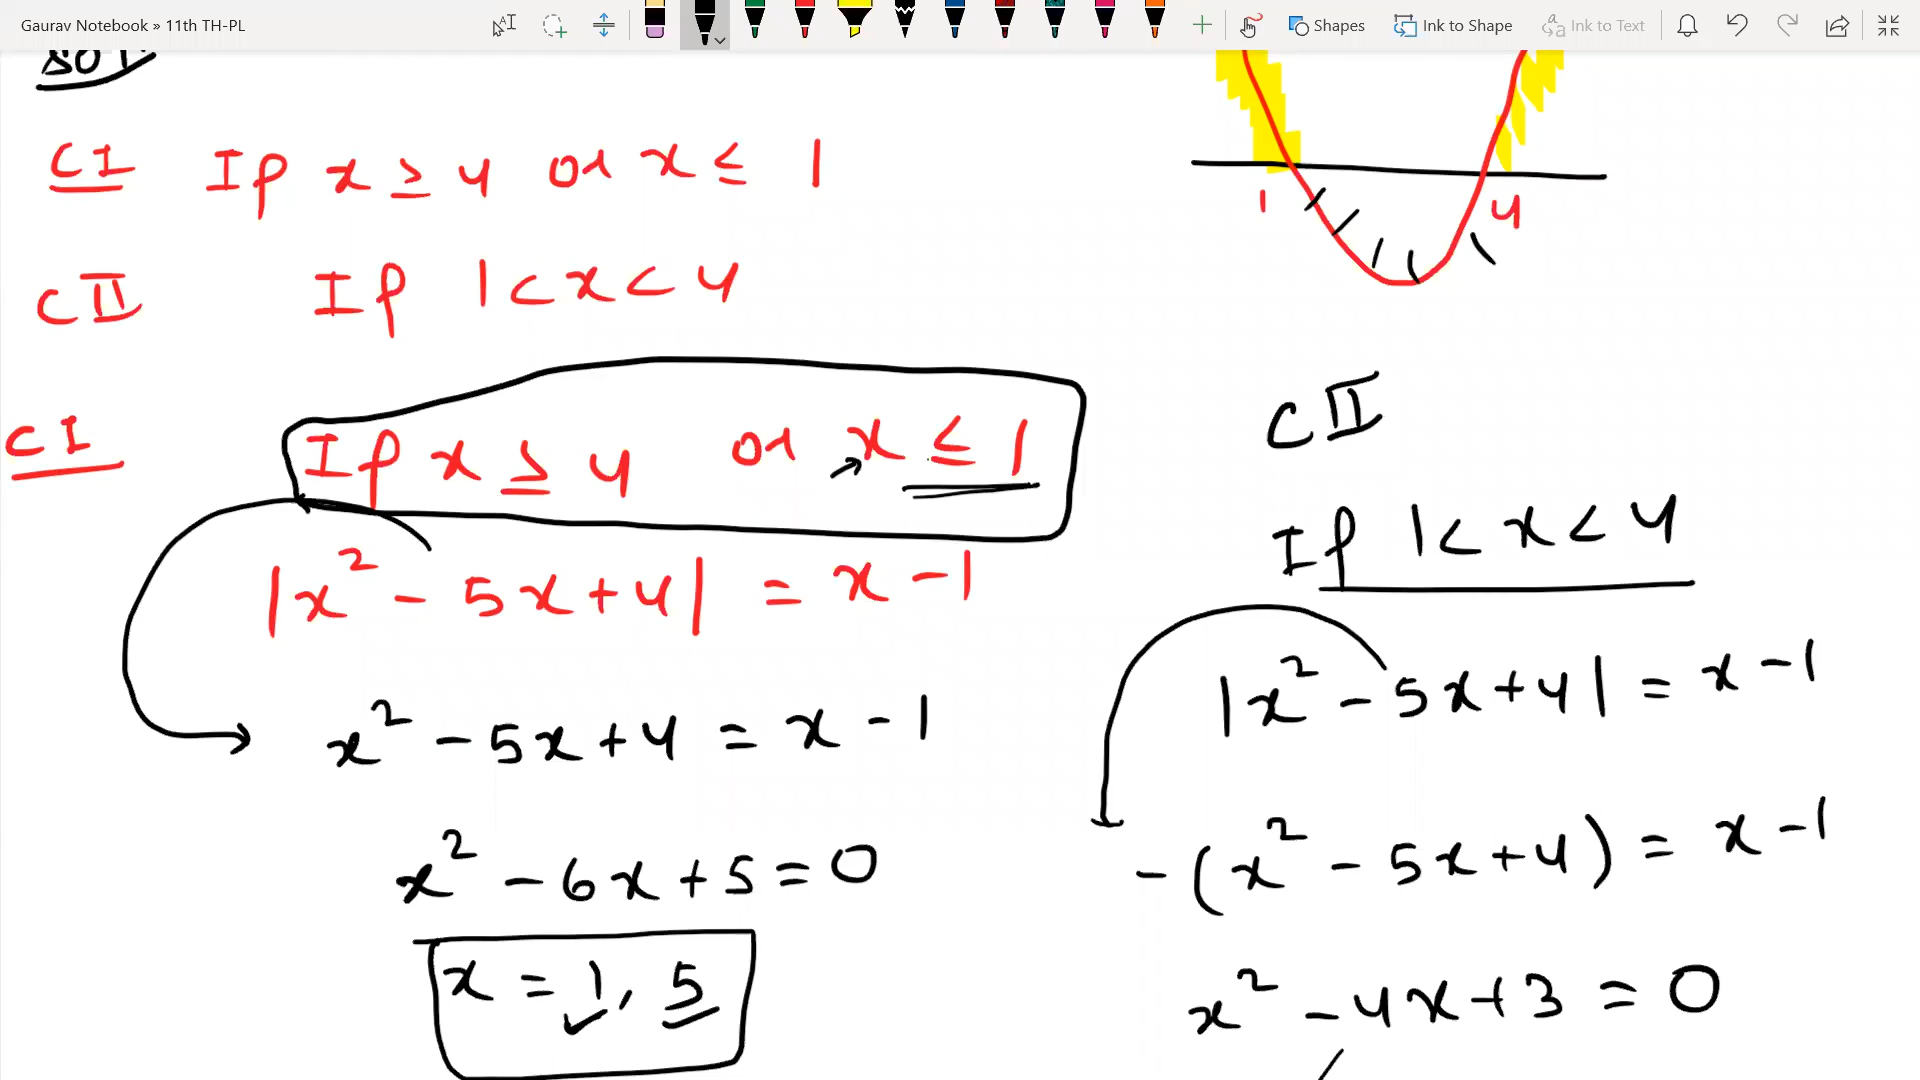 Gaurav Notebook » 11th TH-PL
Shapes
Ink to Shape
Ink to Text
Sol
CI If x ≥ 4 or x ≤ 1
1 4
CII If 1 < x < 4
CI If x ≥ 4 or x ≤ 1
|x² - 5x + 4| = x - 1
x² - 5x + 4 = x - 1
x² - 6x + 5 = 0
x = 1, 5
CII
If 1 < x < 4
|x² - 5x + 4| = x - 1
- (x² - 5x + 4) = x - 1
x² - 4x + 3 = 0